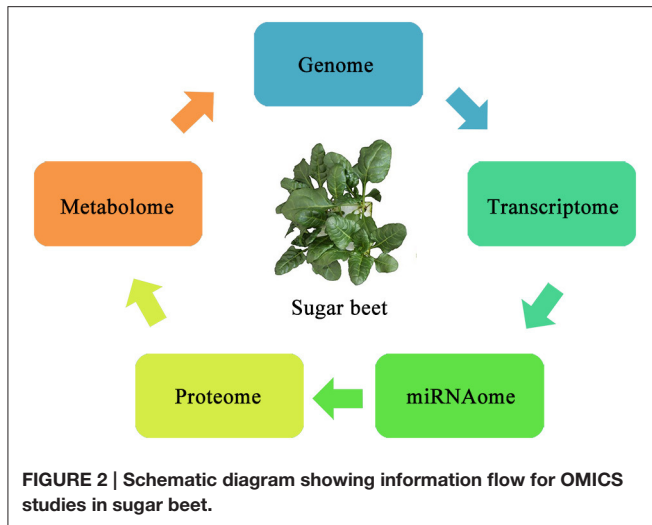 Genome
Metabolome
Transcriptome
Sugar beet
Proteome
miRNAome
FIGURE 2 | Schematic diagram showing information flow for OMICS
studies in sugar beet.